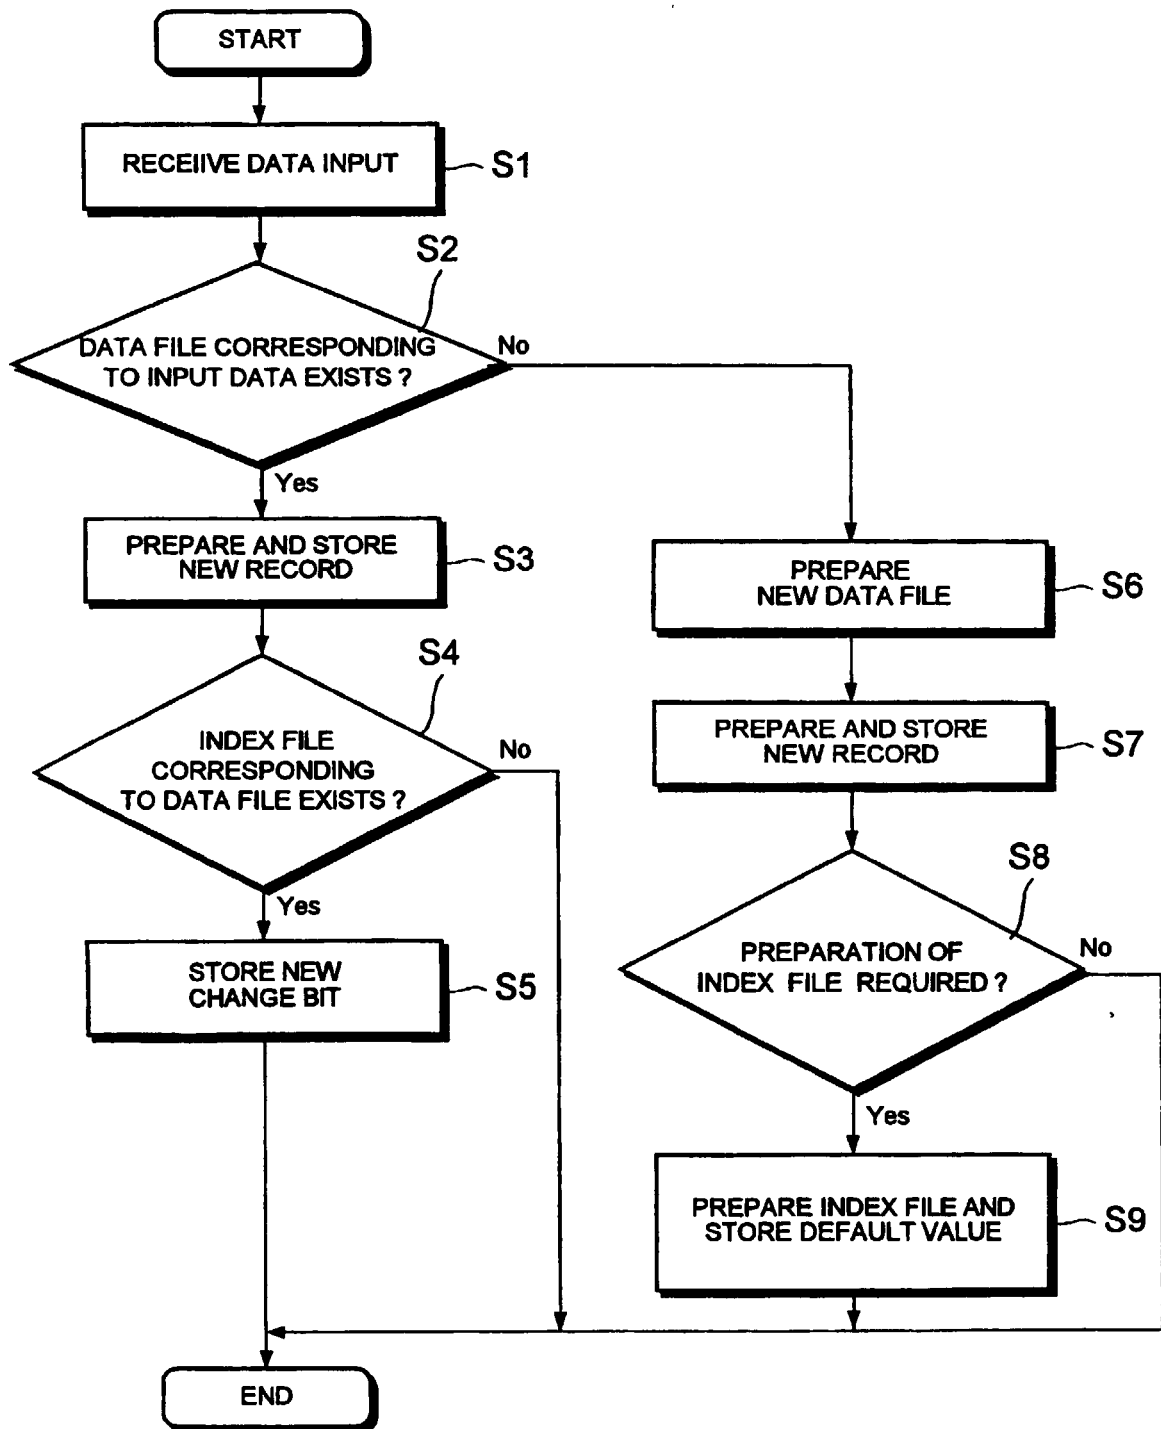 START
RECEIIVE DATA INPUT
S1
S2
DATA FILE CORRESPONDING
TO INPUT DATA EXISTS ?
No
Yes
PREPARE AND STORE
NEW RECORD
S3
S4
INDEX FILE
CORRESPONDING
TO DATA FILE EXISTS ?
No
Yes
STORE NEW
CHANGE BIT
S5
PREPARE
NEW DATA FILE
S6
PREPARE AND STORE
NEW RECORD
S7
S8
PREPARATION OF
INDEX FILE REQUIRED ?
No
Yes
PREPARE INDEX FILE AND
STORE DEFAULT VALUE
S9
END